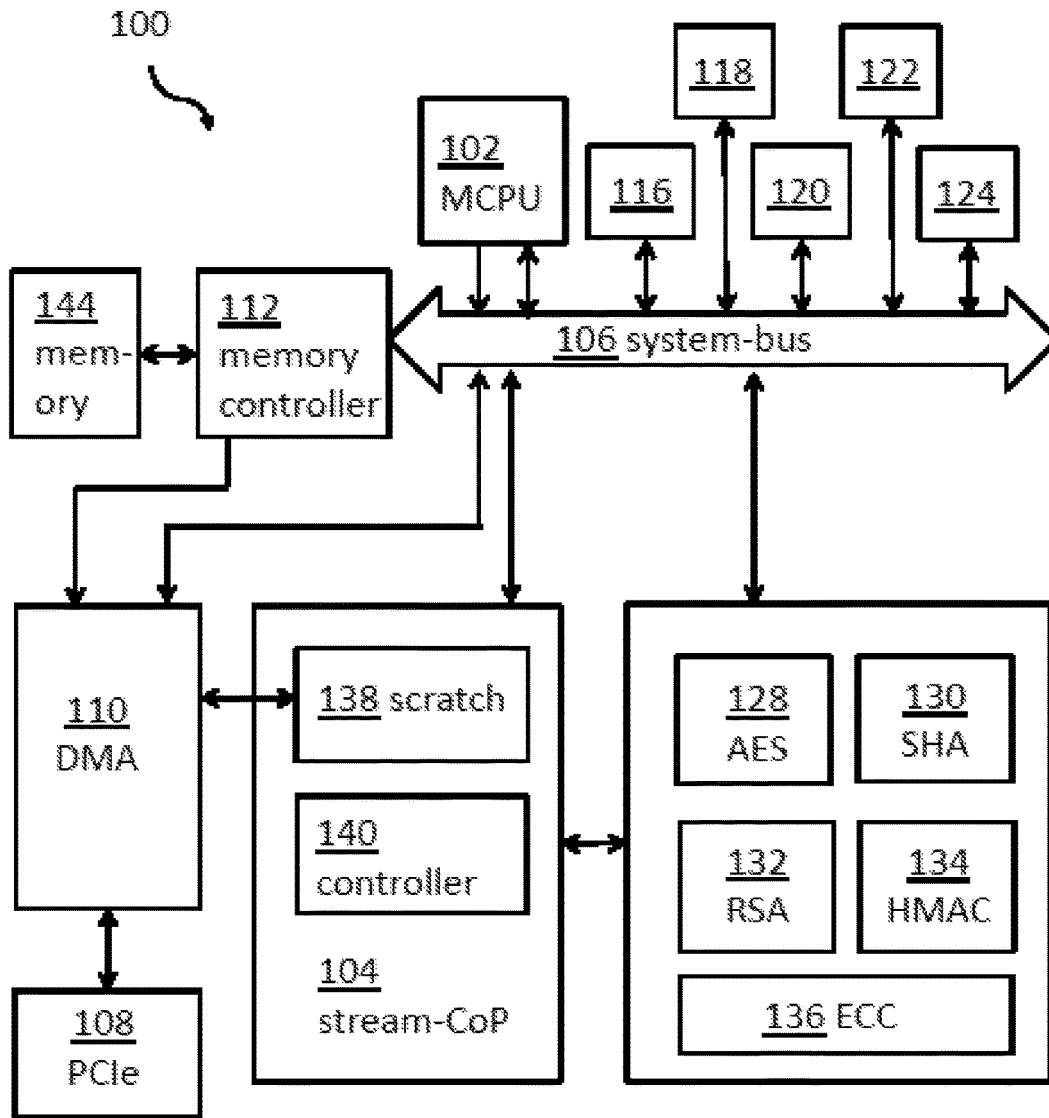 100
118
122
102
MCPU
116
120
124
144
mem-
ory
112
memory
controller
106 system-bus
110
DMA
138 scratch
128
AES
130
SHA
140
controller
132
RSA
134
HMAC
104
stream-CoP
136 ECC
108
PCIe